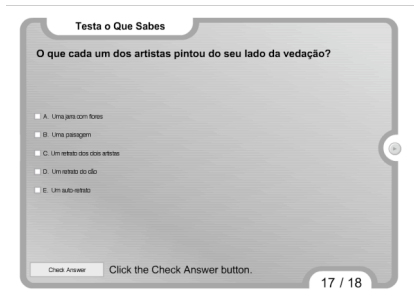 Testa o Que Sabes
O que cada um dos artistas pintou do seu lado da vedação?
A. Uma jarra com flores
B. Uma paisagem
C. Um retrato dos dois artistas
D. Um retrato do cão
E. Um auto-retrato
Check Answer
Click the Check Answer button.
17 / 18